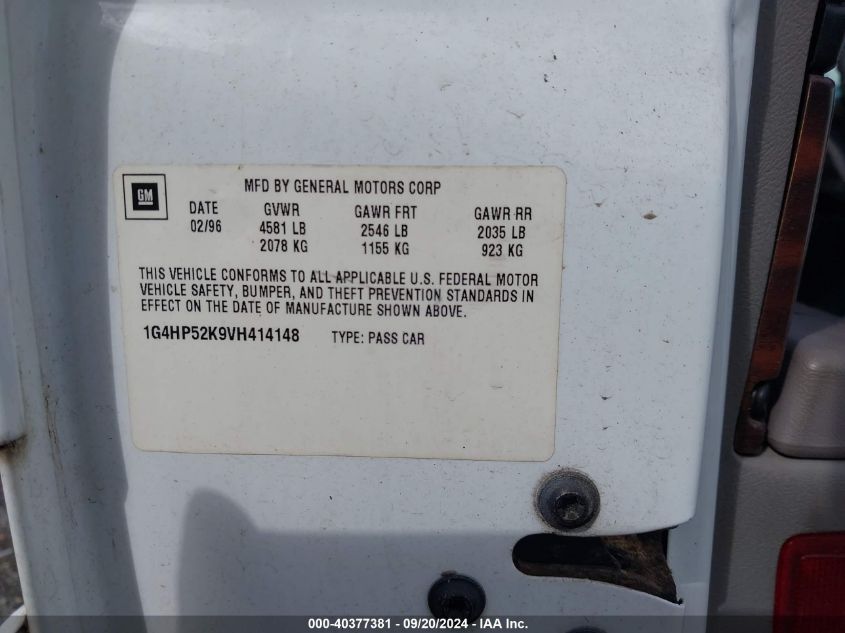 MFD BY GENERAL MOTORS CORP
GM
DATE GVWR GAWR FRT GAWR RR
02/96 4581 LB 2546 LB 2035 LB
2078 KG 1155 KG 923 KG
THIS VEHICLE CONFORMS TO ALL APPLICABLE U.S. FEDERAL MOTOR
VEHICLE SAFETY, BUMPER, AND THEFT PREVENTION STANDARDS IN
EFFECT ON THE DATE OF MANUFACTURE SHOWN ABOVE.
1G4HP52K9VH414148 TYPE: PASS CAR
000-40377381 - 09/20/2024 - IAA Inc.